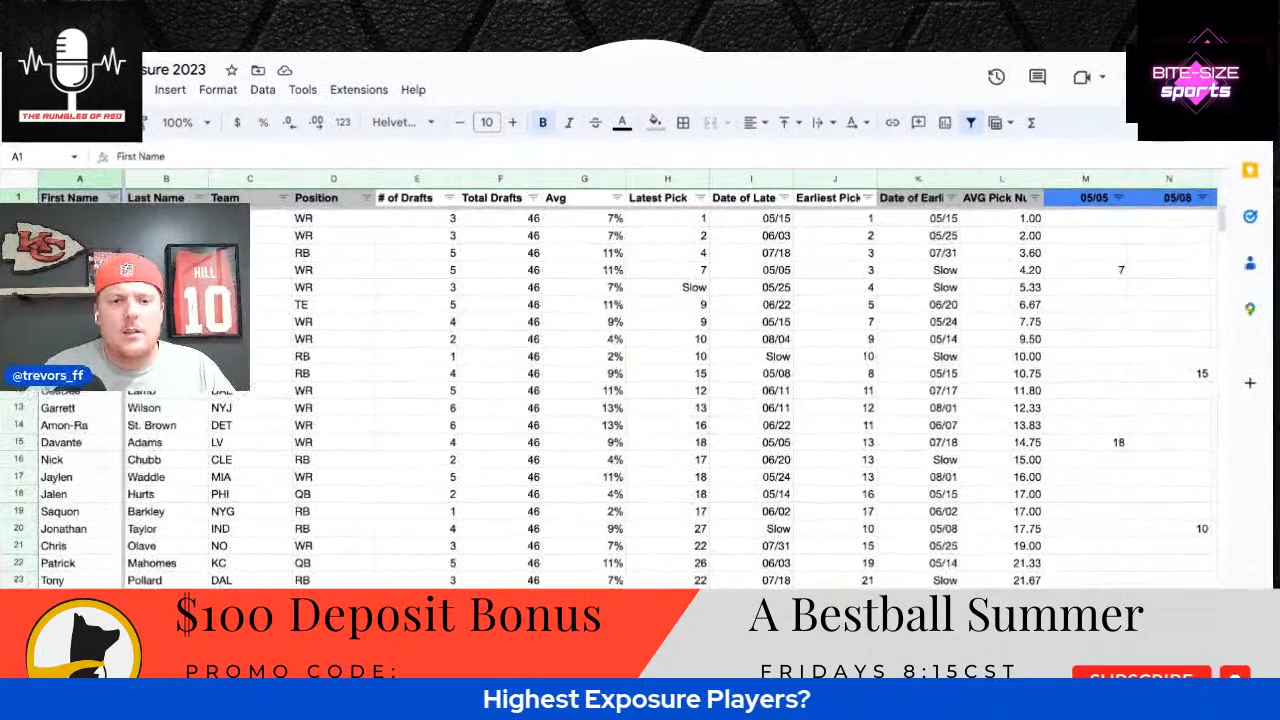 THE RUMBLES OF RED
BITE-SIZE
sports
sure 2023
Insert Format Data Tools Extensions Help
100% $ % .0 .00 123 Helvet... − 10 + B I S A
A1 fx First Name
A B C D E F G H I J K L M N
1 First Name Last Name Team Position # of Drafts Total Drafts Avg Latest Pick Date of Late Earliest Pick Date of Earli AVG Pick Nu 05/05 05/08
WR 3 46 7% 1 05/15 1 05/15 1.00
WR 3 46 7% 2 06/03 2 05/25 2.00
RB 5 46 11% 4 07/18 3 07/31 3.60
WR 5 46 11% 7 05/05 3 Slow 4.20 7
WR 3 46 7% Slow 05/25 4 Slow 5.33
TE 5 46 11% 9 06/22 5 06/20 6.67
WR 4 46 9% 9 05/15 7 05/24 7.75
WR 2 46 4% 10 08/04 9 05/14 9.50
RB 1 46 2% 10 Slow 10 Slow 10.00
RB 4 46 9% 15 05/08 8 05/15 10.75 15
Lamb WR 5 46 11% 12 06/11 11 07/17 11.80
13 Garrett Wilson NYJ WR 6 46 13% 13 06/11 12 08/01 12.33
14 Amon-Ra St. Brown DET WR 6 46 13% 16 06/22 11 06/07 13.83
15 Davante Adams LV WR 4 46 9% 18 05/05 13 07/18 14.75 18
16 Nick Chubb CLE RB 2 46 4% 17 06/20 13 Slow 15.00
17 Jaylen Waddle MIA WR 5 46 11% 18 05/24 13 08/01 16.00
18 Jalen Hurts PHI QB 2 46 4% 18 05/14 16 05/15 17.00
19 Saquon Barkley NYG RB 1 46 2% 17 06/02 17 06/02 17.00
20 Jonathan Taylor IND RB 4 46 9% 27 Slow 10 05/08 17.75 10
21 Chris Olave NO WR 3 46 7% 22 07/31 15 05/25 19.00
22 Patrick Mahomes KC QB 5 46 11% 26 06/03 19 05/14 21.33
23 Tony Pollard DAL RB 3 46 7% 22 07/18 21 Slow 21.67
KC
NFL
HILL
10
@trevors_ff
$100 Deposit Bonus
PROMO CODE:
A Bestball Summer
FRIDAYS 8:15CST
SUBSCRIBE
Highest Exposure Players?